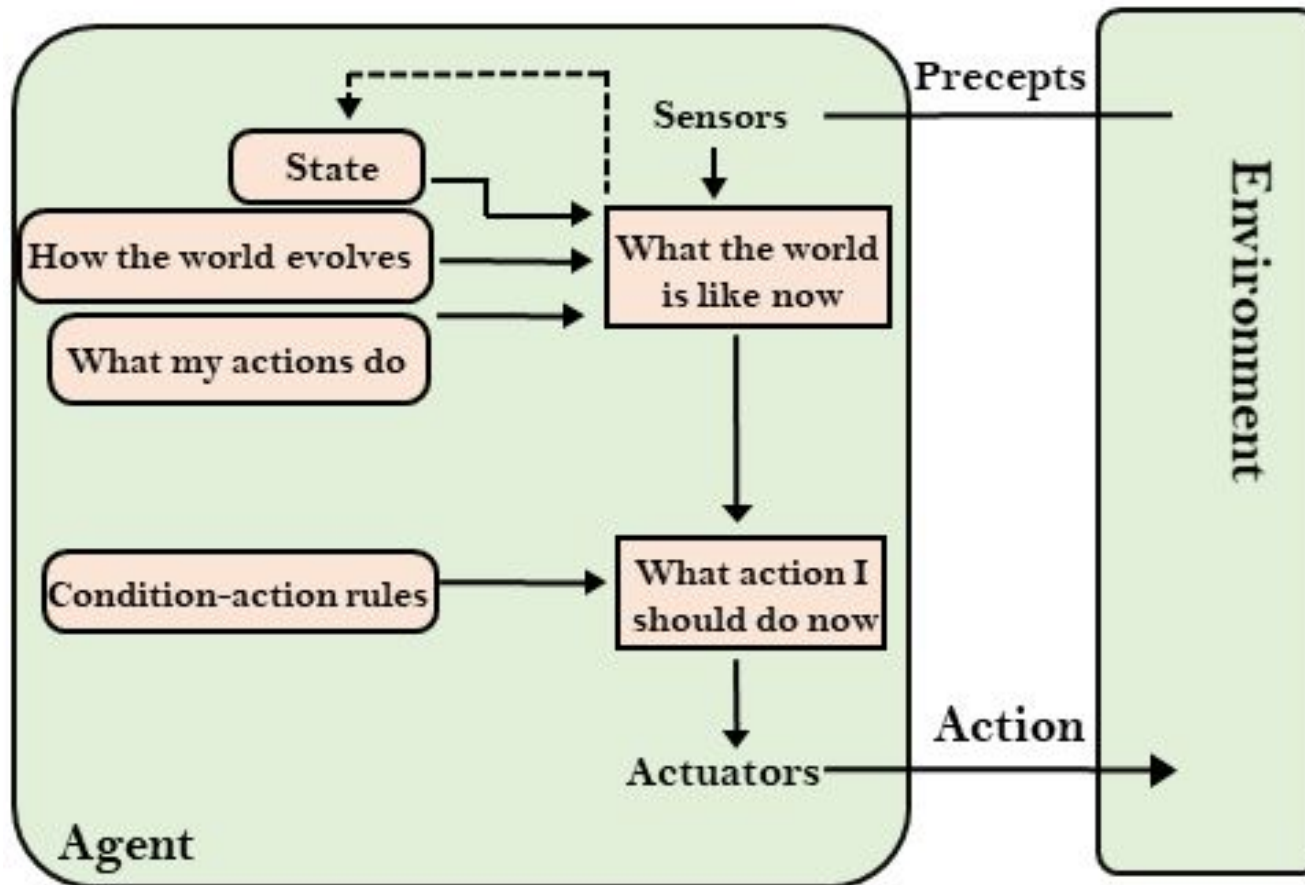 Precepts
Sensors
State
How the world evolves
What the world
is like now
What my actions do
Environment
Condition-action rules
What action I
should do now
Action
Actuators
Agent